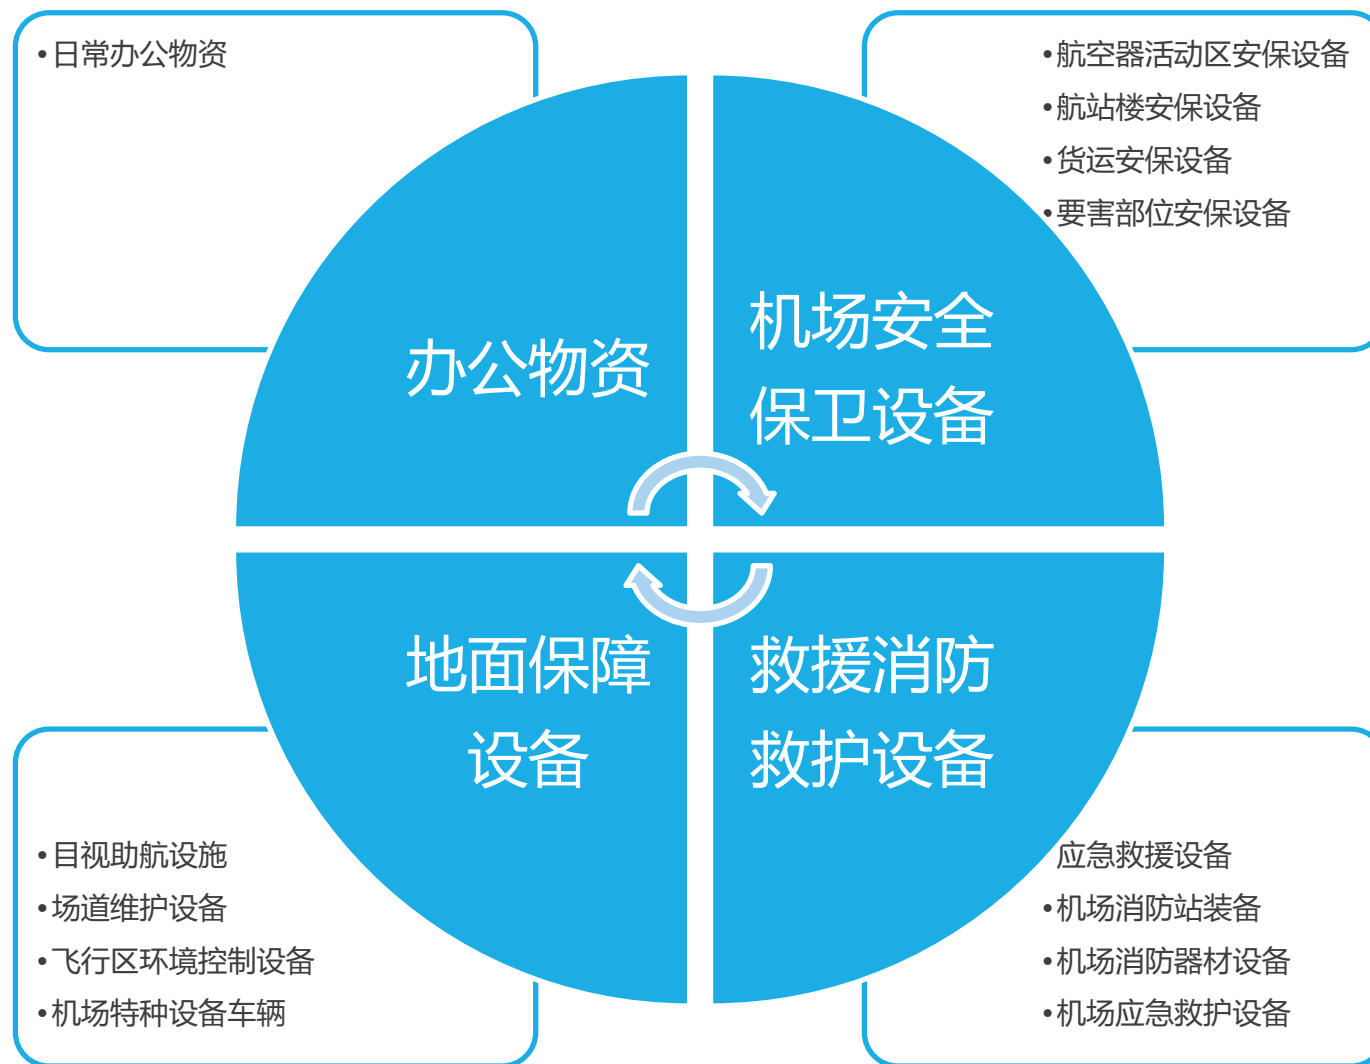 •日常办公物资
•航空器活动区安保设备
•航站楼安保设备
•货运安保设备
•要害部位安保设备
办公物资
机场安全
保卫设备
地面保障
设备
救援消防
救护设备
•目视助航设施
•场道维护设备
•飞行区环境控制设备
•机场特种设备车辆
应急救援设备
•机场消防站装备
•机场消防器材设备
•机场应急救护设备